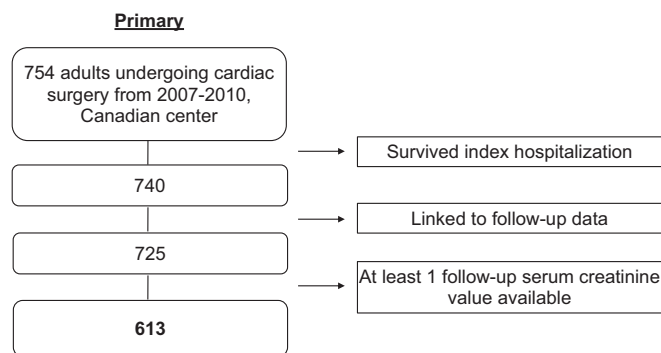 Primary
754 adults undergoing cardiac
surgery from 2007-2010,
Canadian center
Survived index hospitalization
740
Linked to follow-up data
725
At least 1 follow-up serum creatinine
value available
613